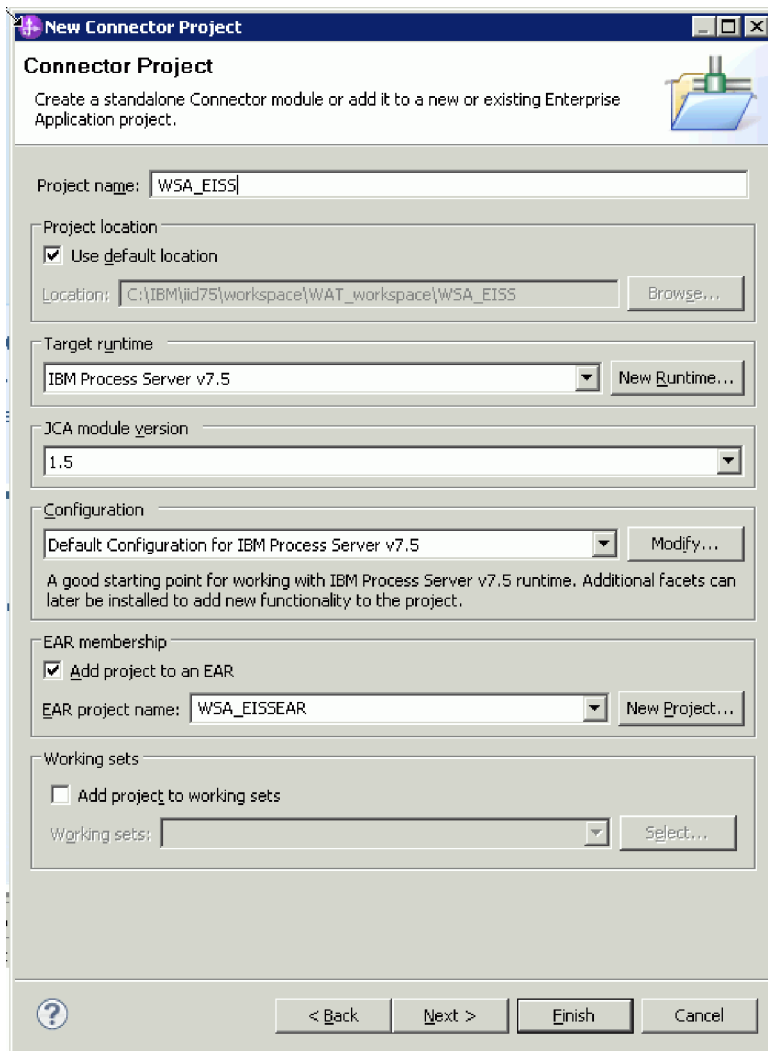 New Connector Project
Connector Project
Create a standalone Connector module or add it to a new or existing Enterprise
Application project.
Project name: WSA_EISS
Project location
Use default location
Location: C:\IBM\iid75\workspace\WAT_workspace\WSA_EISS Browse...
Target runtime
IBM Process Server v7.5 New Runtime...
JCA module version
1.5
Configuration
Default Configuration for IBM Process Server v7.5 Modify...
A good starting point for working with IBM Process Server v7.5 runtime. Additional facets can
later be installed to add new functionality to the project.
EAR membership
Add project to an EAR
EAR project name: WSA_EISSEAR New Project...
Working sets
Add project to working sets
Working sets: Select...
? < Back Next > Finish Cancel